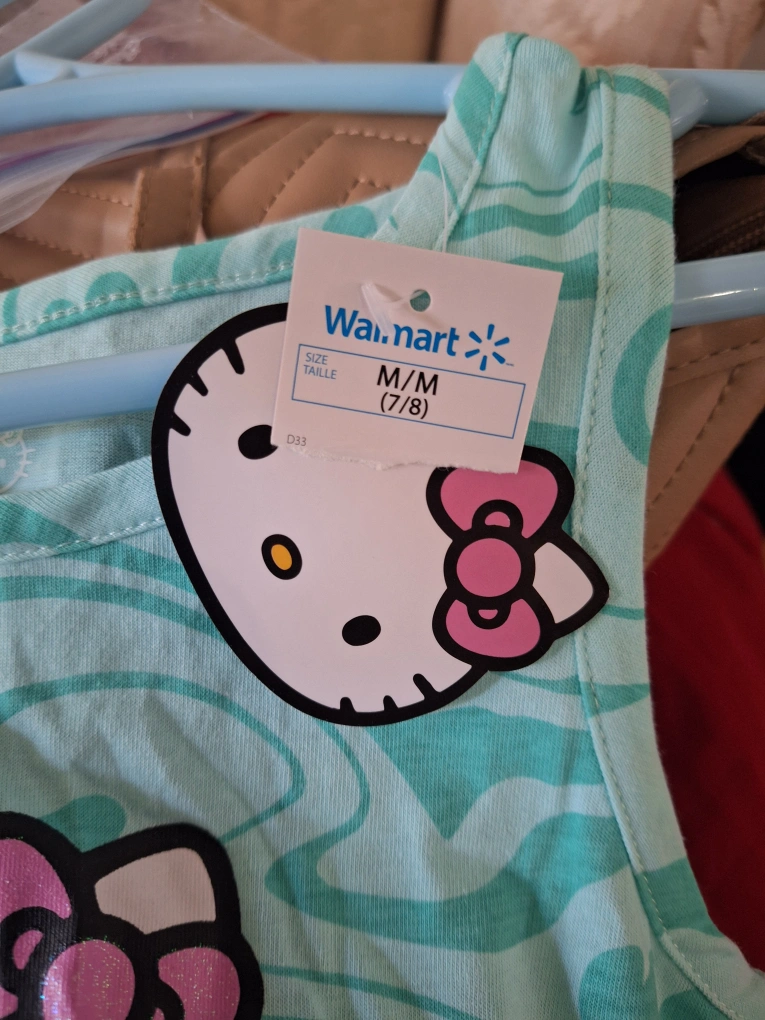 Walmart
SIZE
TAILLE
M/M
(7/8)
D33